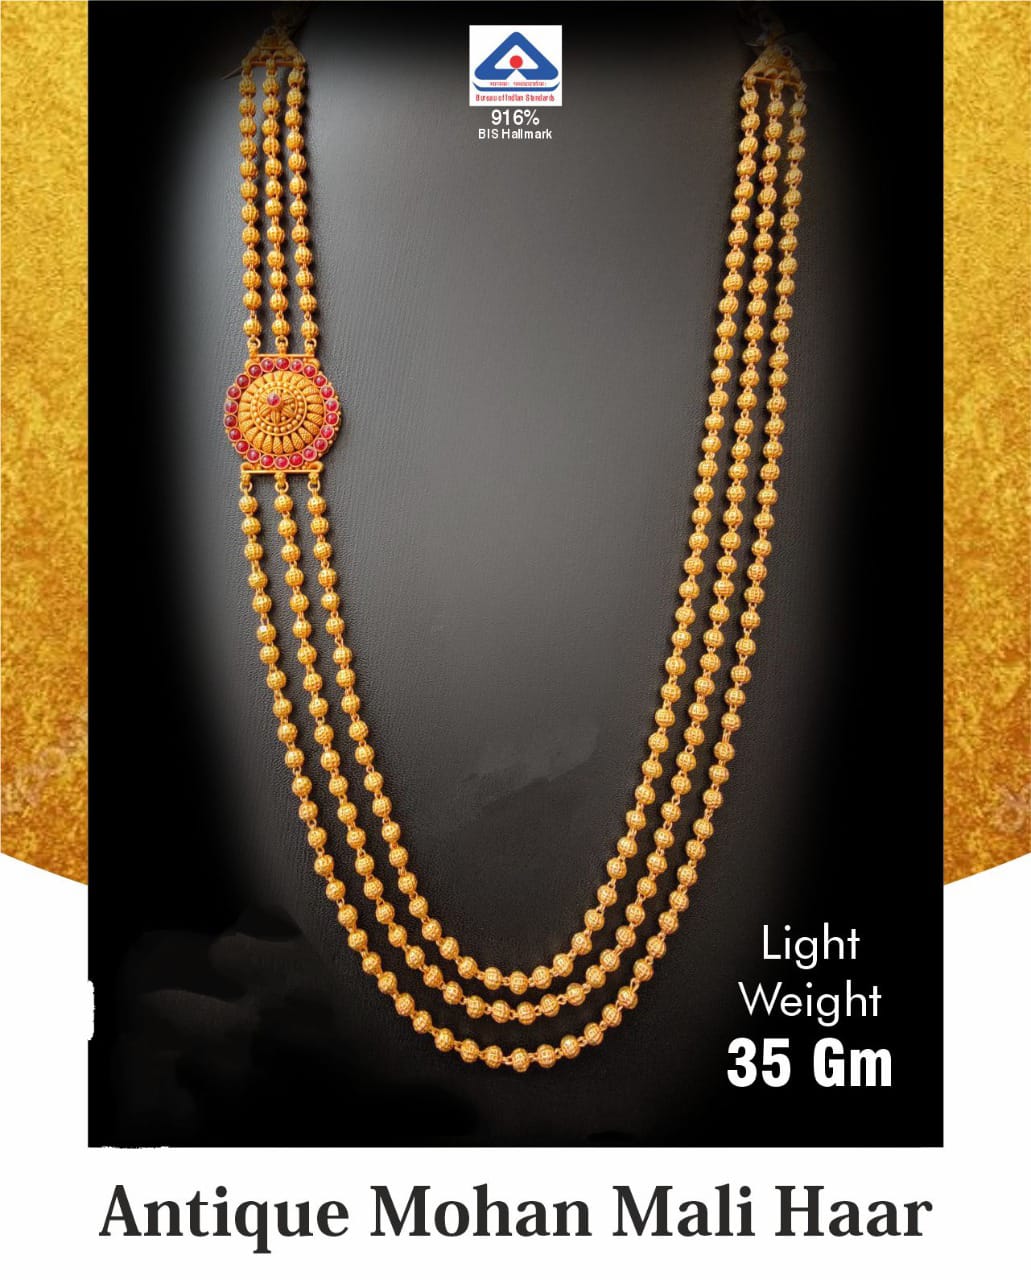 Bureau of Indian Standards
916%
BIS Hallmark
Light
Weight
35 Gm
Antique Mohan Mali Haar